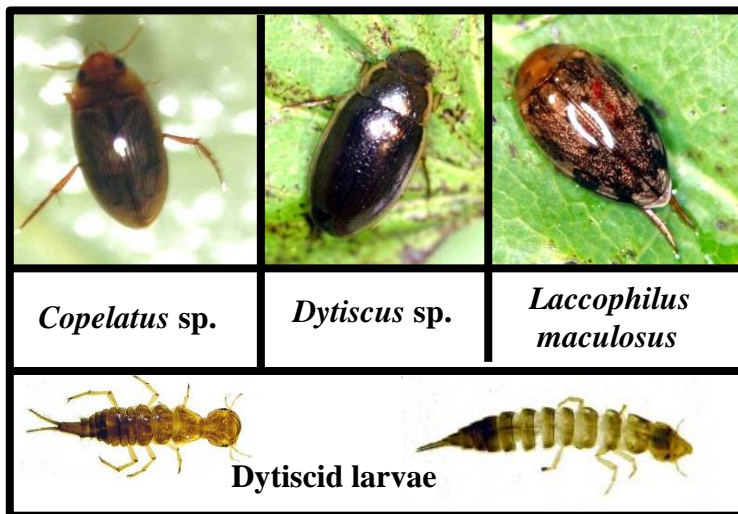 Copelatus sp.
Dytiscus sp.
Laccophilus
maculosus
Dytiscid larvae